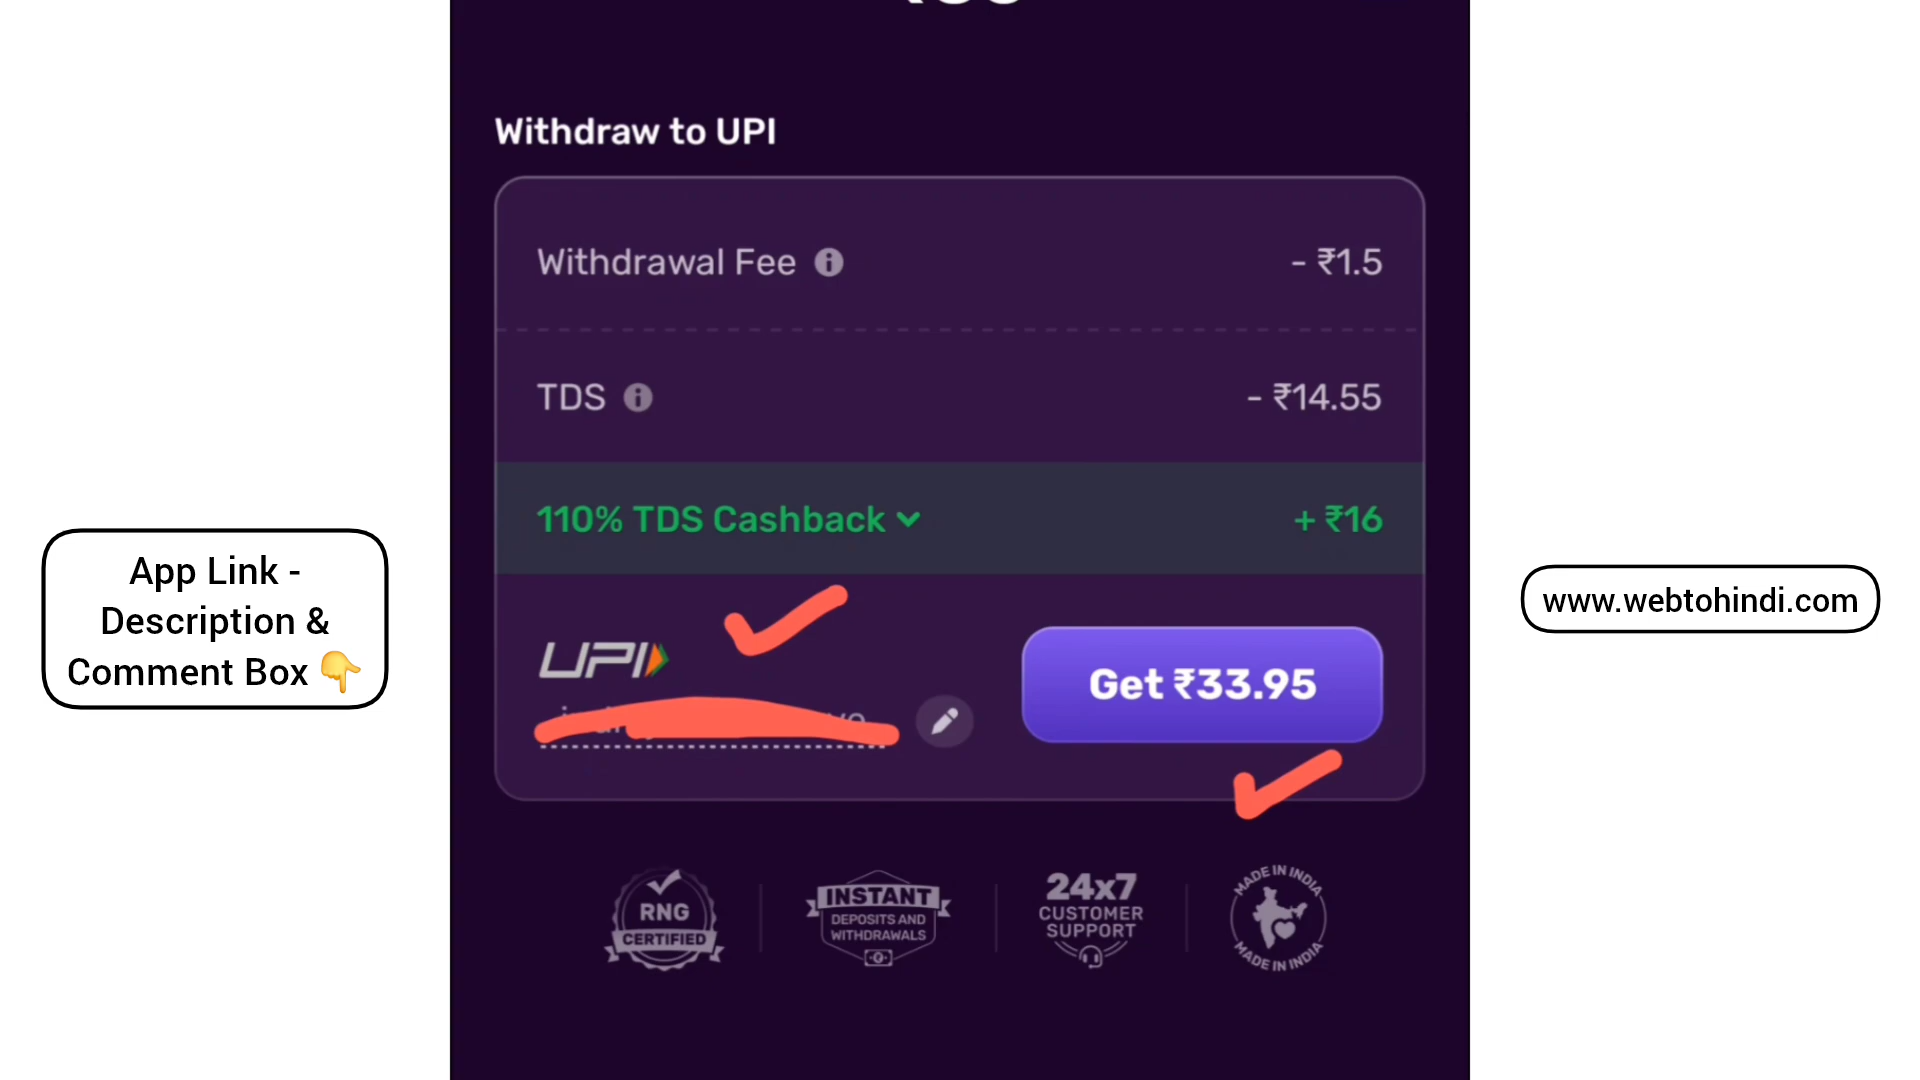 Withdraw to UPI
Withdrawal Fee - ₹1.5
TDS - ₹14.55
110% TDS Cashback + ₹16
UPI
Get ₹33.95
App Link -
Description &
Comment Box 👇
www.webtohindi.com
RNG
CERTIFIED
INSTANT
DEPOSITS AND
WITHDRAWALS
24x7
CUSTOMER
SUPPORT
MADE IN INDIA
MADE IN INDIA